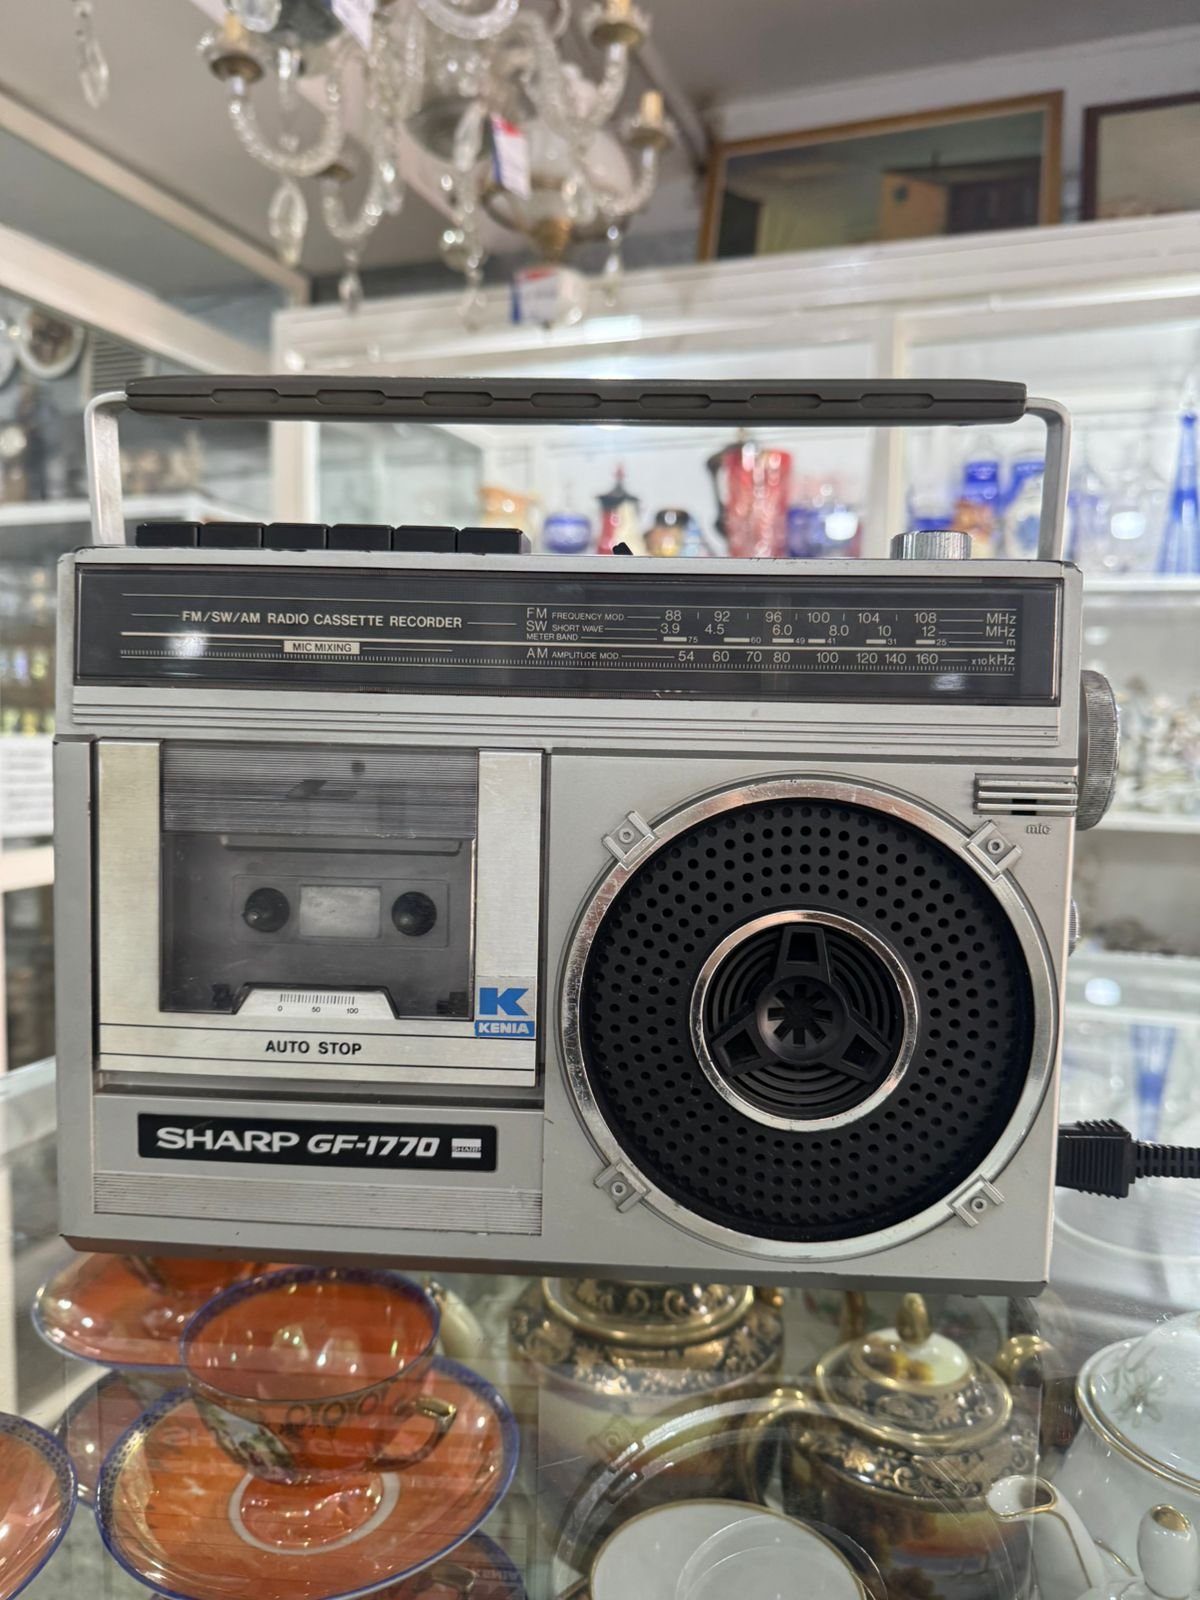 FM/SW/AM RADIO CASSETTE RECORDER
MIC MIXING
FM FREQUENCY MOD 88 92 96 100 104 108 MHz
SW SHORT WAVE 3.9 4.5 6.0 8.0 10 12 MHz
METER BAND 75 60 49 41 31 25 m
AM AMPLITUDE MOD 54 60 70 80 100 120 140 160 x10 kHz
mic
0 50 100
K
KENIA
AUTO STOP
SHARP GF-1770 SHARP